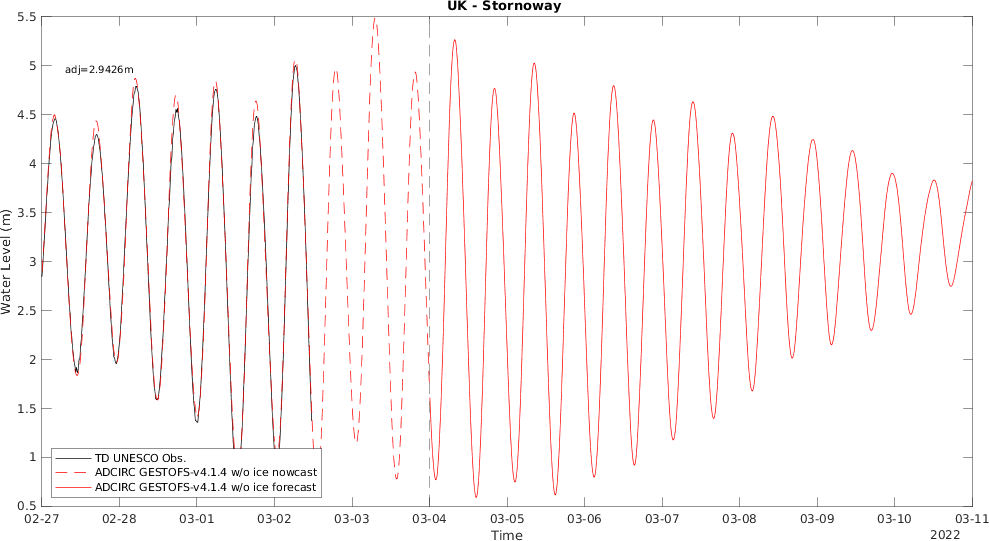 UK - Stornoway
5.5
5
4.5
4
3.5
3
2.5
2
1.5
1
0.5
Water Level (m)
adj=2.9426m
TD UNESCO Obs.
ADCIRC GESTOFS-v4.1.4 w/o ice nowcast
ADCIRC GESTOFS-v4.1.4 w/o ice forecast
02-27 02-28 03-01 03-02 03-03 03-04 03-05 03-06 03-07 03-08 03-09 03-10 03-11
Time
2022